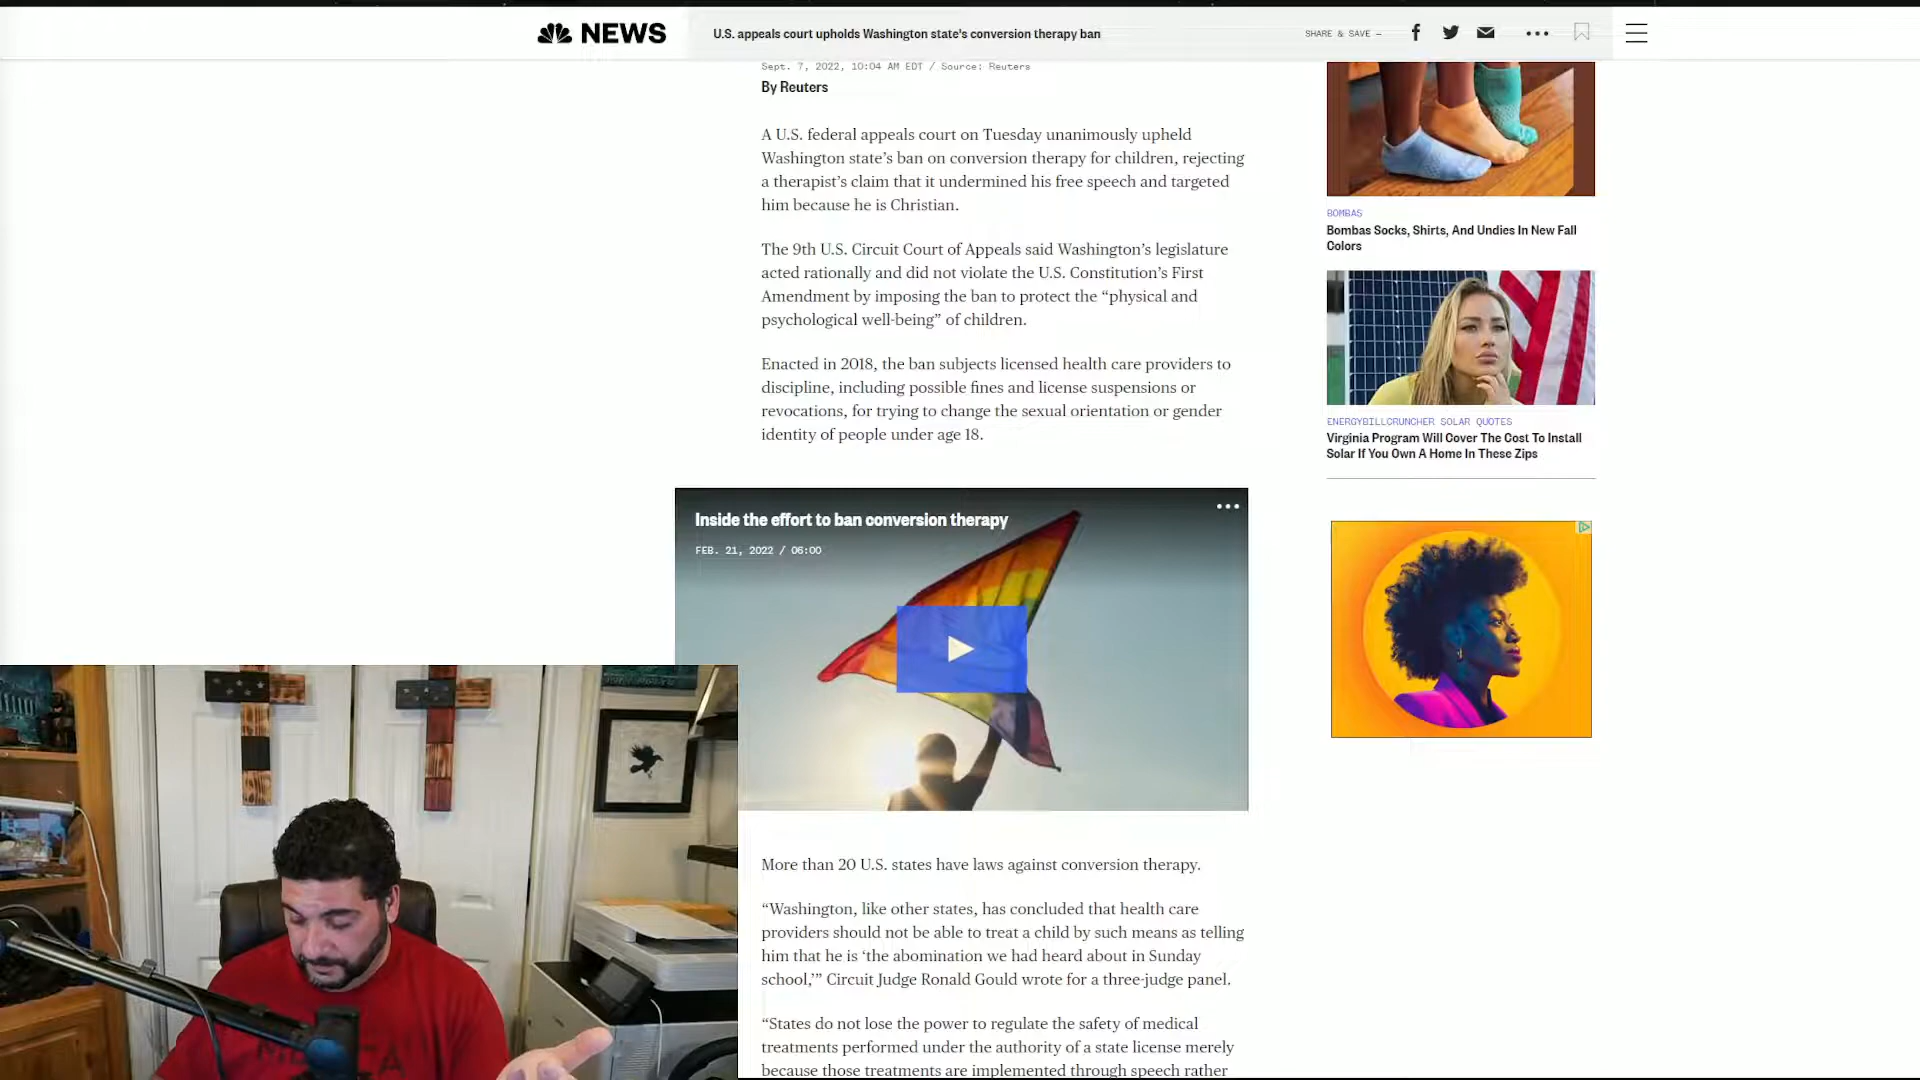 NEWS
U.S. appeals court upholds Washington state's conversion therapy ban
SHARE & SAVE —
Sept. 7, 2022, 10:04 AM EDT / Source: Reuters
By Reuters
A U.S. federal appeals court on Tuesday unanimously upheld
Washington state’s ban on conversion therapy for children, rejecting
a therapist’s claim that it undermined his free speech and targeted
him because he is Christian.
The 9th U.S. Circuit Court of Appeals said Washington’s legislature
acted rationally and did not violate the U.S. Constitution’s First
Amendment by imposing the ban to protect the “physical and
psychological well-being” of children.
Enacted in 2018, the ban subjects licensed health care providers to
discipline, including possible fines and license suspensions or
revocations, for trying to change the sexual orientation or gender
identity of people under age 18.
Inside the effort to ban conversion therapy
FEB. 21, 2022 / 06:00
More than 20 U.S. states have laws against conversion therapy.
“Washington, like other states, has concluded that health care
providers should not be able to treat a child by such means as telling
him that he is ‘the abomination we had heard about in Sunday
school,’” Circuit Judge Ronald Gould wrote for a three-judge panel.
“States do not lose the power to regulate the safety of medical
treatments performed under the authority of a state license merely
because those treatments are implemented through speech rather
BOMBAS
Bombas Socks, Shirts, And Undies In New Fall
Colors
ENERGYBILLCRUNCHER SOLAR QUOTES
Virginia Program Will Cover The Cost To Install
Solar If You Own A Home In These Zips